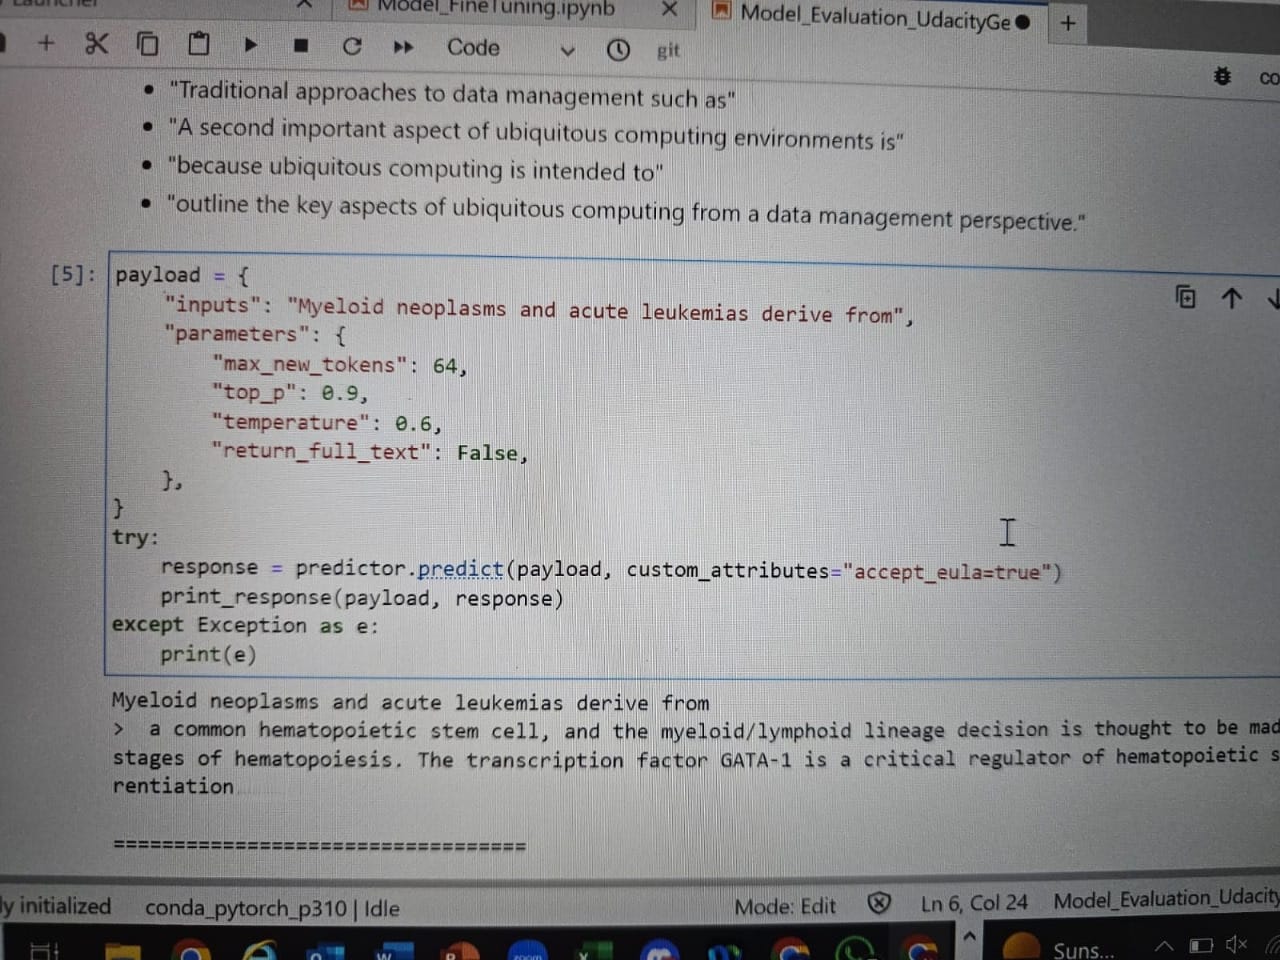 Launcher
Model_FineTuning.ipynb
Model_Evaluation_UdacityGe
Code
git
co
"Traditional approaches to data management such as"
"A second important aspect of ubiquitous computing environments is"
"because ubiquitous computing is intended to"
"outline the key aspects of ubiquitous computing from a data management perspective."
[5]:
payload = {
    "inputs": "Myeloid neoplasms and acute leukemias derive from",
    "parameters": {
        "max_new_tokens": 64,
        "top_p": 0.9,
        "temperature": 0.6,
        "return_full_text": False,
    },
}
try:
    response = predictor.predict(payload, custom_attributes="accept_eula=true")
    print_response(payload, response)
except Exception as e:
    print(e)
Myeloid neoplasms and acute leukemias derive from
>  a common hematopoietic stem cell, and the myeloid/lymphoid lineage decision is thought to be mad
stages of hematopoiesis. The transcription factor GATA-1 is a critical regulator of hematopoietic s
rentiation
==================================
ly initialized
conda_pytorch_p310 | Idle
Mode: Edit
Ln 6, Col 24
Model_Evaluation_Udacity
zoom
Suns...